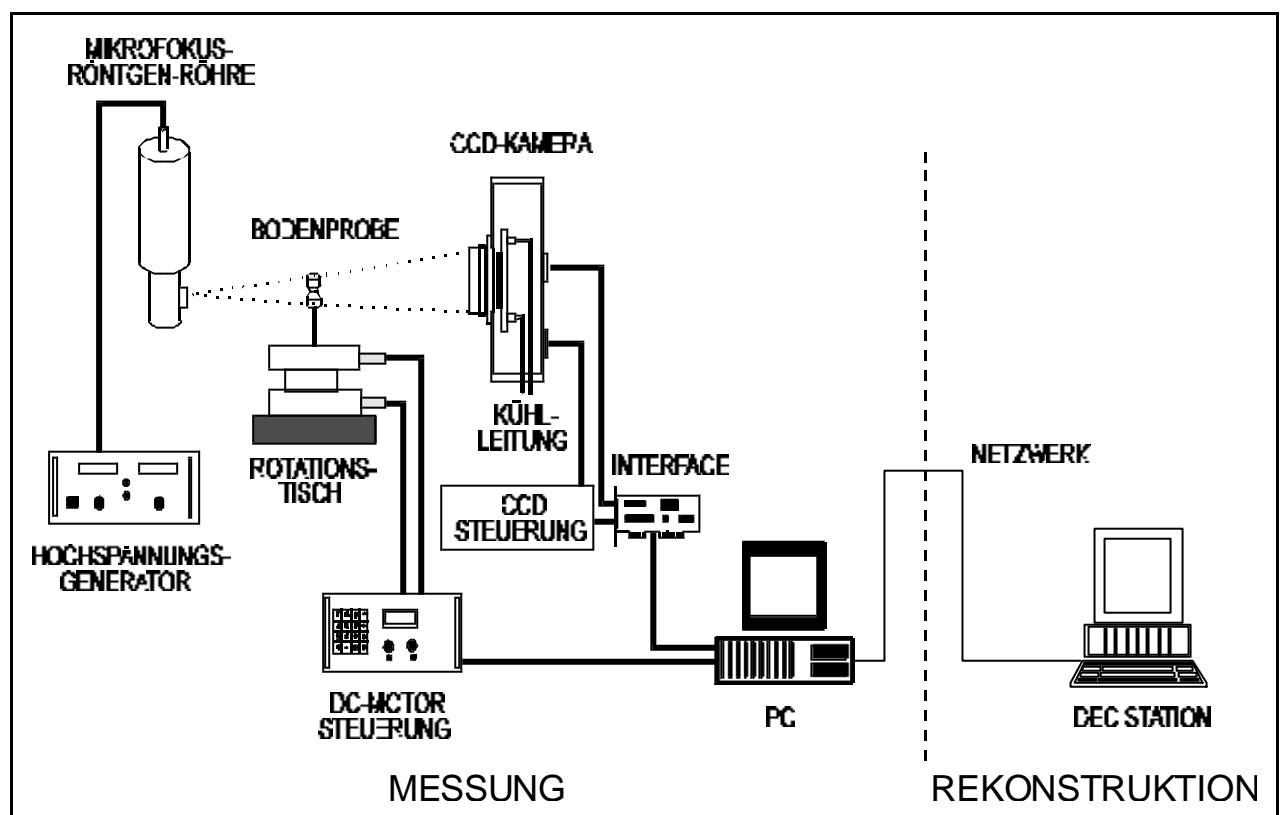 MIKROFOKUS-
RÖNTGEN-RÖHRE
CCD-KAMERA
BODENPROBE
KÜHL-
LEITUNG
ROTATIONS-
TISCH
INTERFACE
NETZWERK
CCD
STEUERUNG
HOCHSPANNUNGS-
GENERATOR
DC-MOTOR
STEUERUNG
PC
DEC STATION
MESSUNG
REKONSTRUKTION